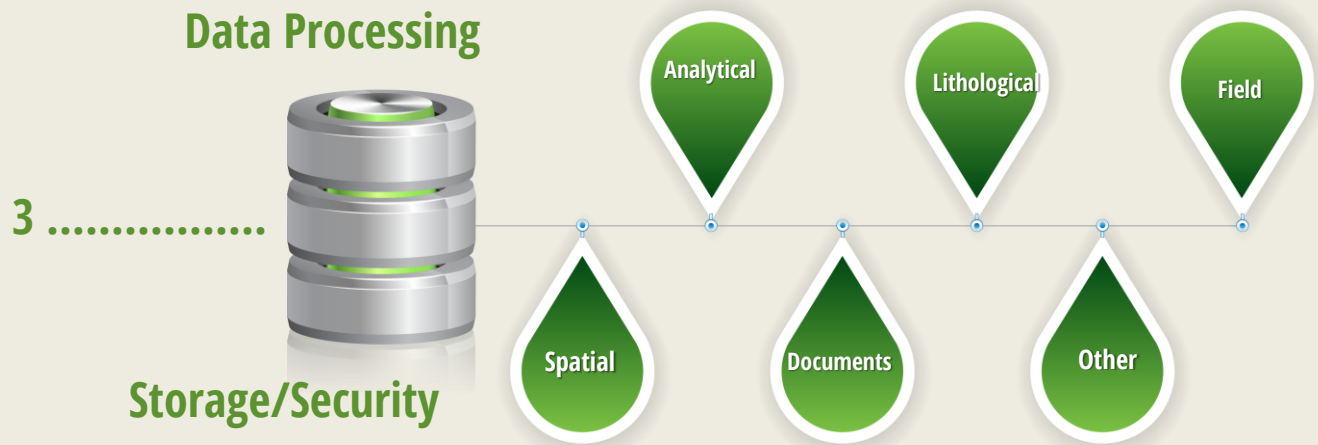 Data Processing
3 .................
Storage/Security
Analytical
Lithological
Field
Spatial
Documents
Other